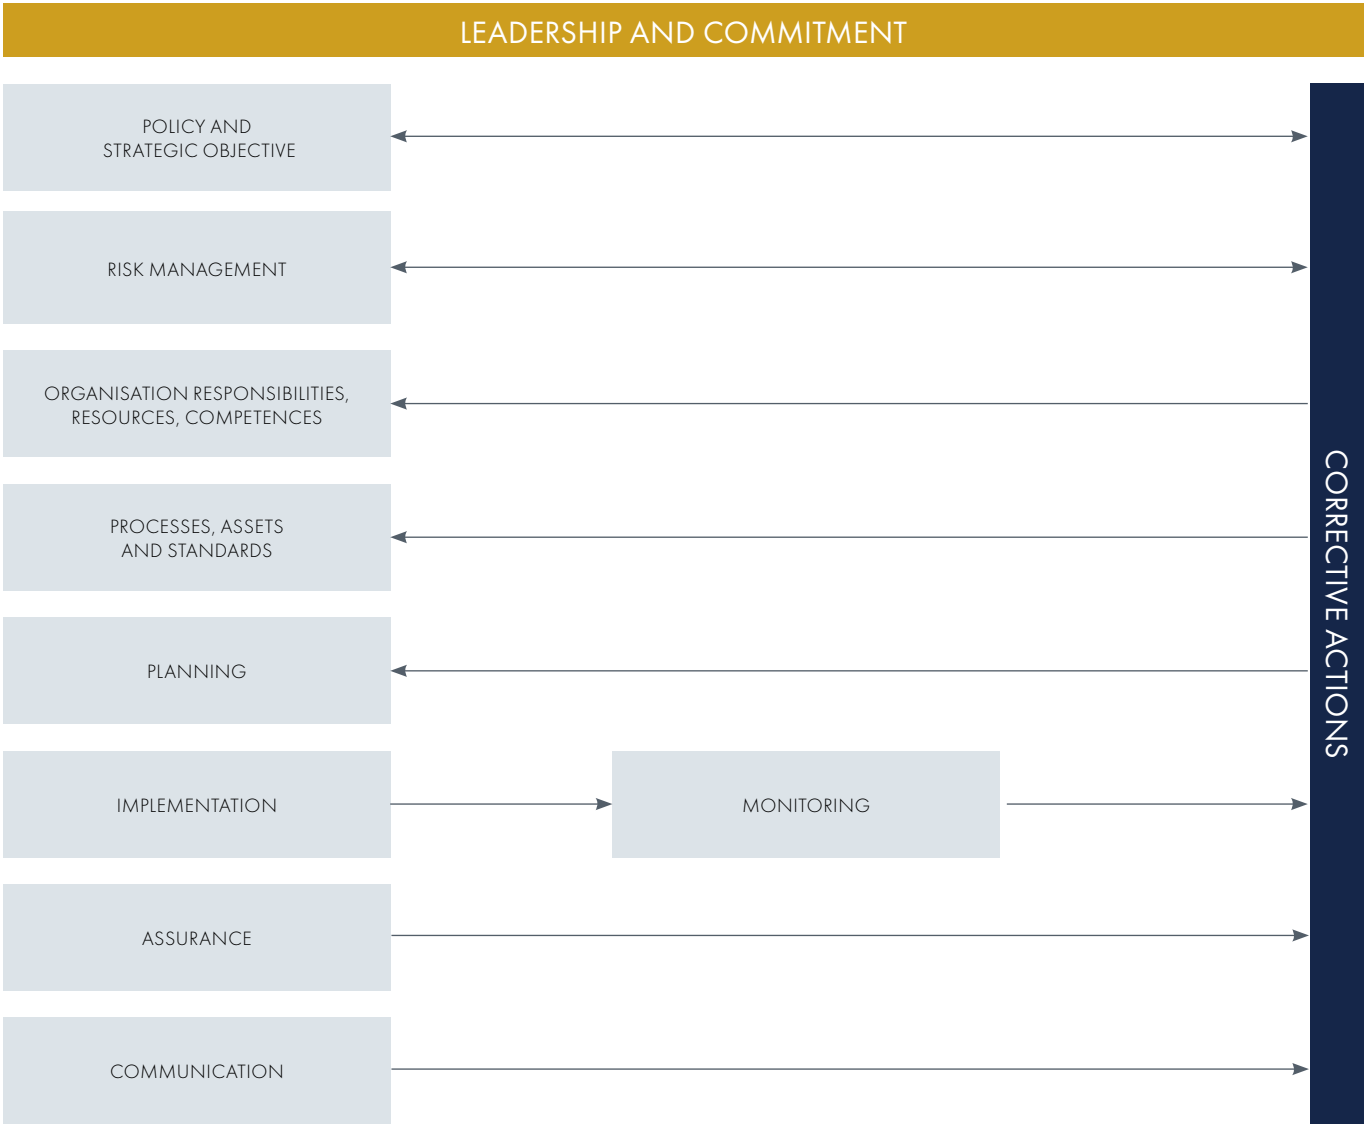 LEADERSHIP AND COMMITMENT
POLICY AND
STRATEGIC OBJECTIVE
RISK MANAGEMENT
ORGANISATION RESPONSIBILITIES,
RESOURCES, COMPETENCES
PROCESSES, ASSETS
AND STANDARDS
PLANNING
IMPLEMENTATION
MONITORING
ASSURANCE
COMMUNICATION
CORRECTIVE ACTIONS